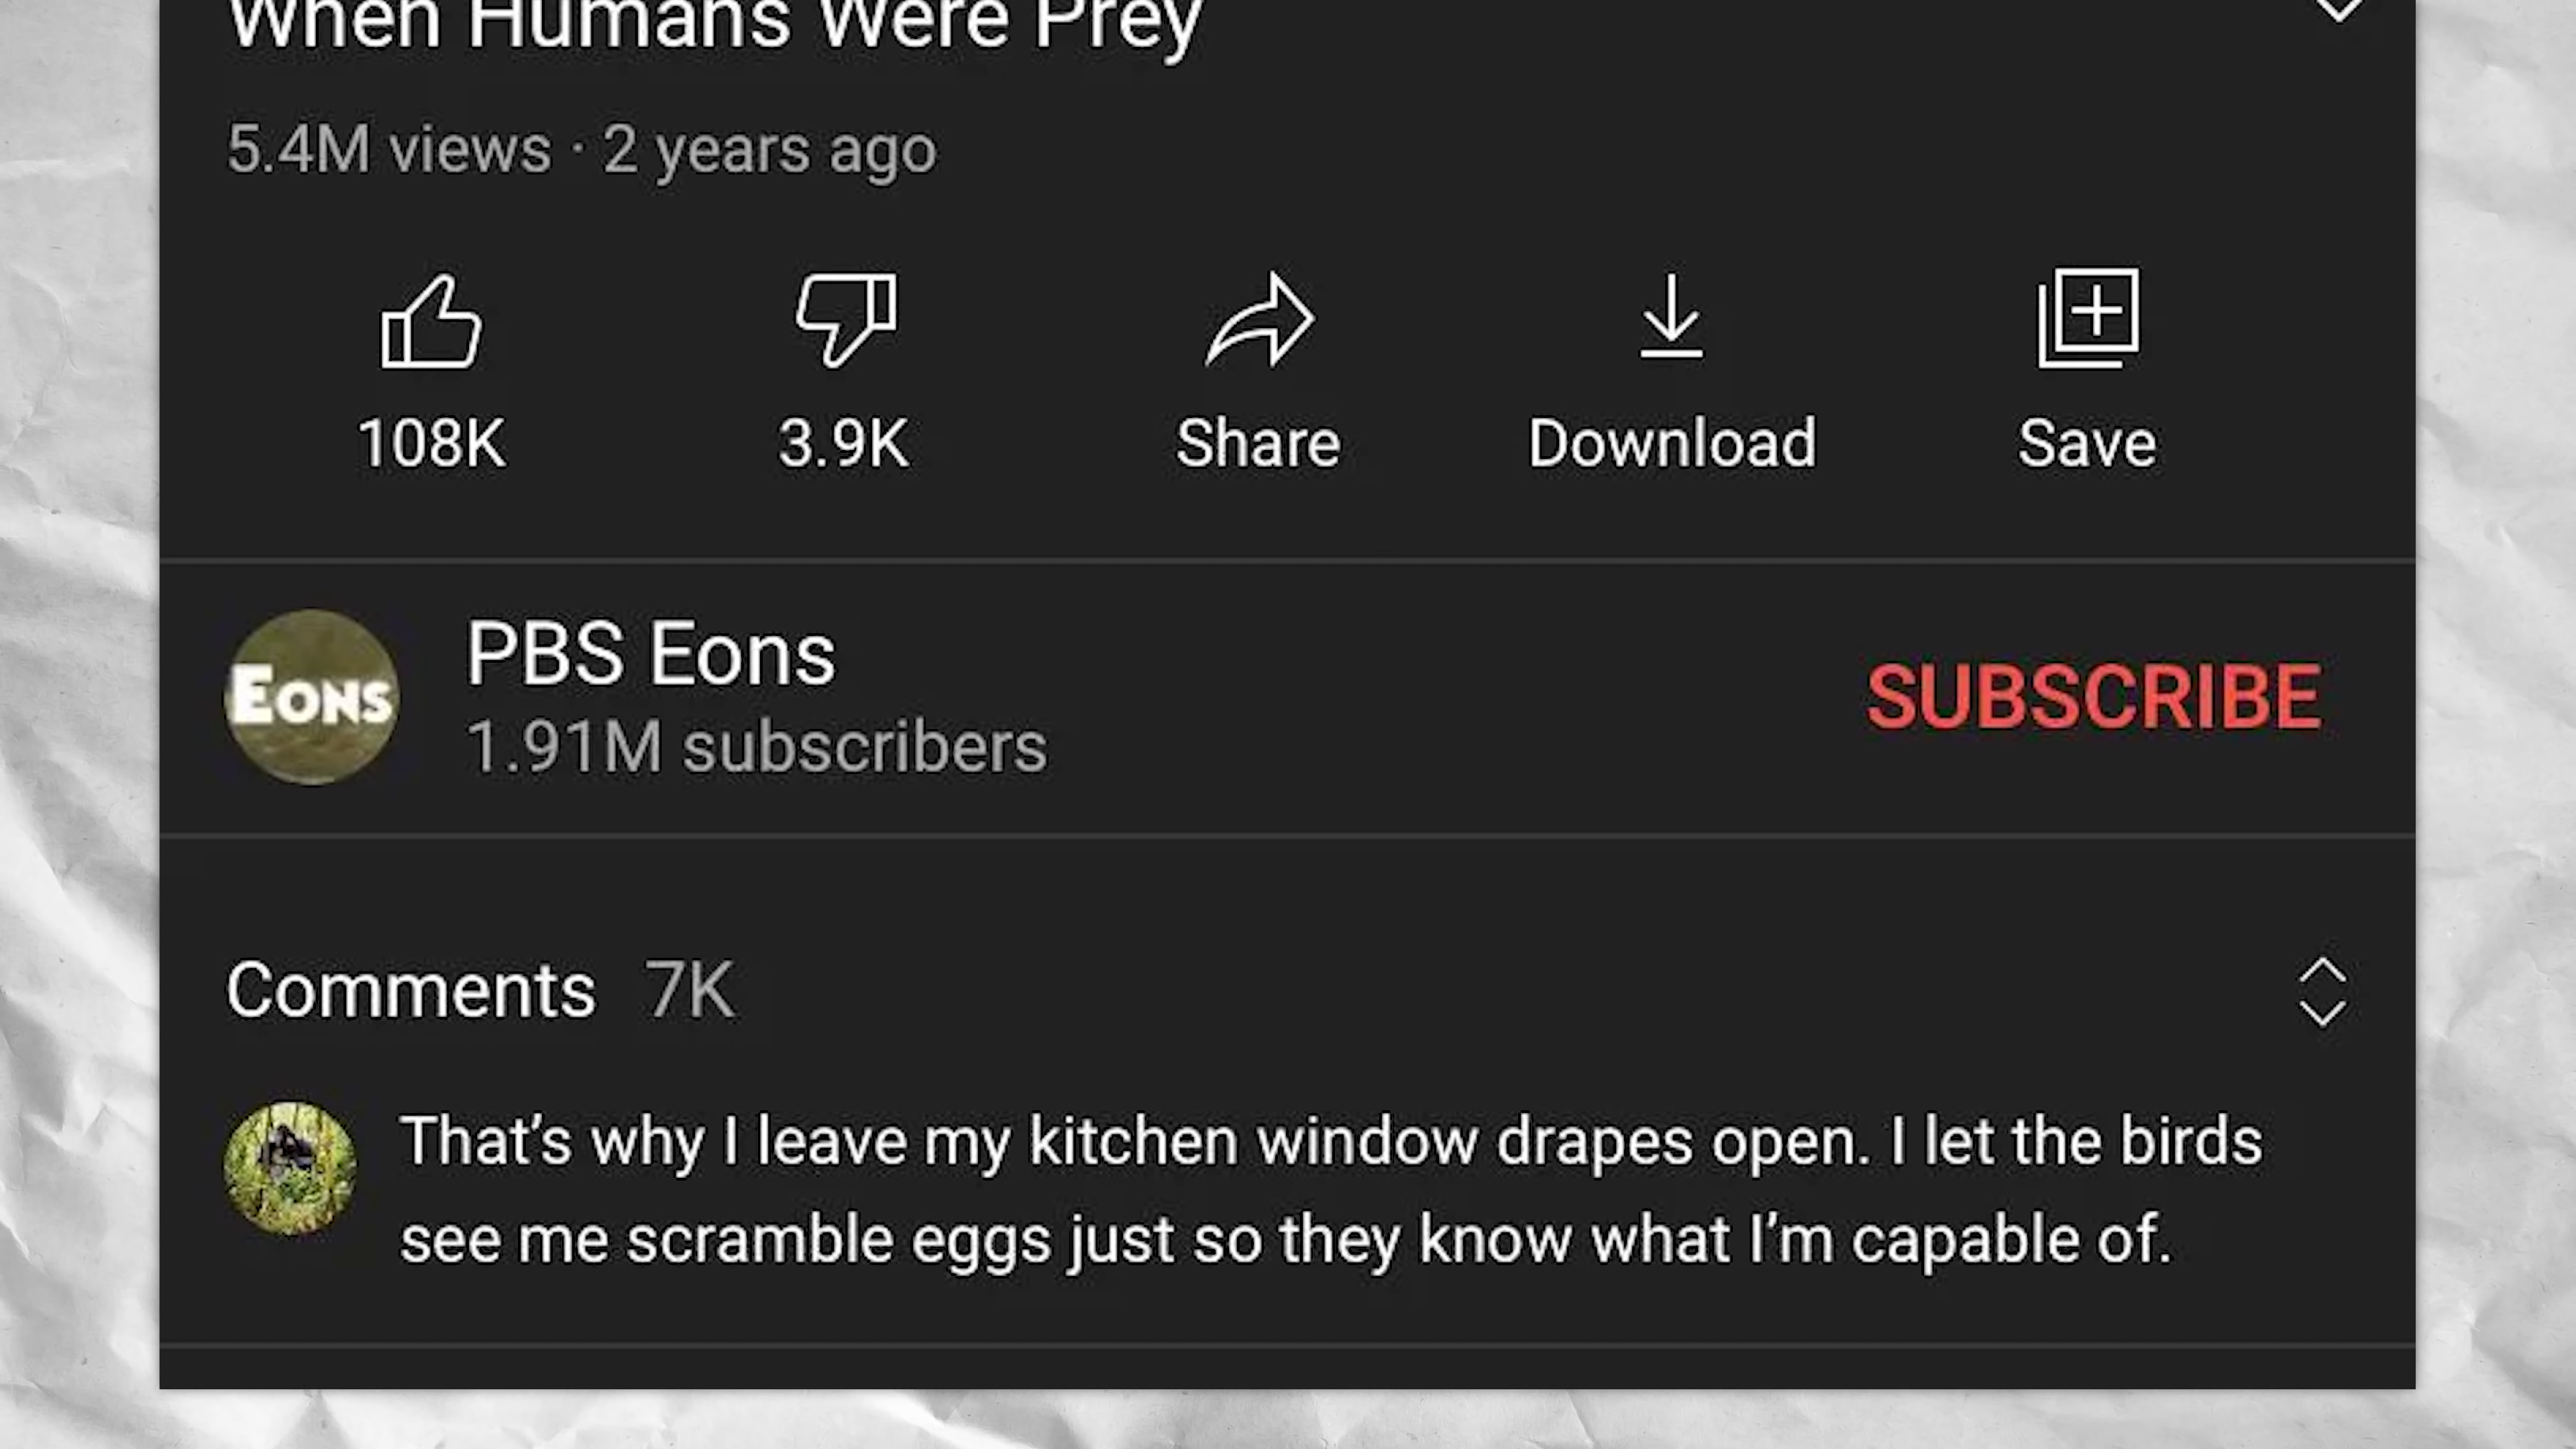 When Humans Were Prey
5.4M views · 2 years ago
108K
3.9K
Share
Download
Save
EONS
PBS Eons
1.91M subscribers
SUBSCRIBE
Comments 7K
That’s why I leave my kitchen window drapes open. I let the birds
see me scramble eggs just so they know what I’m capable of.